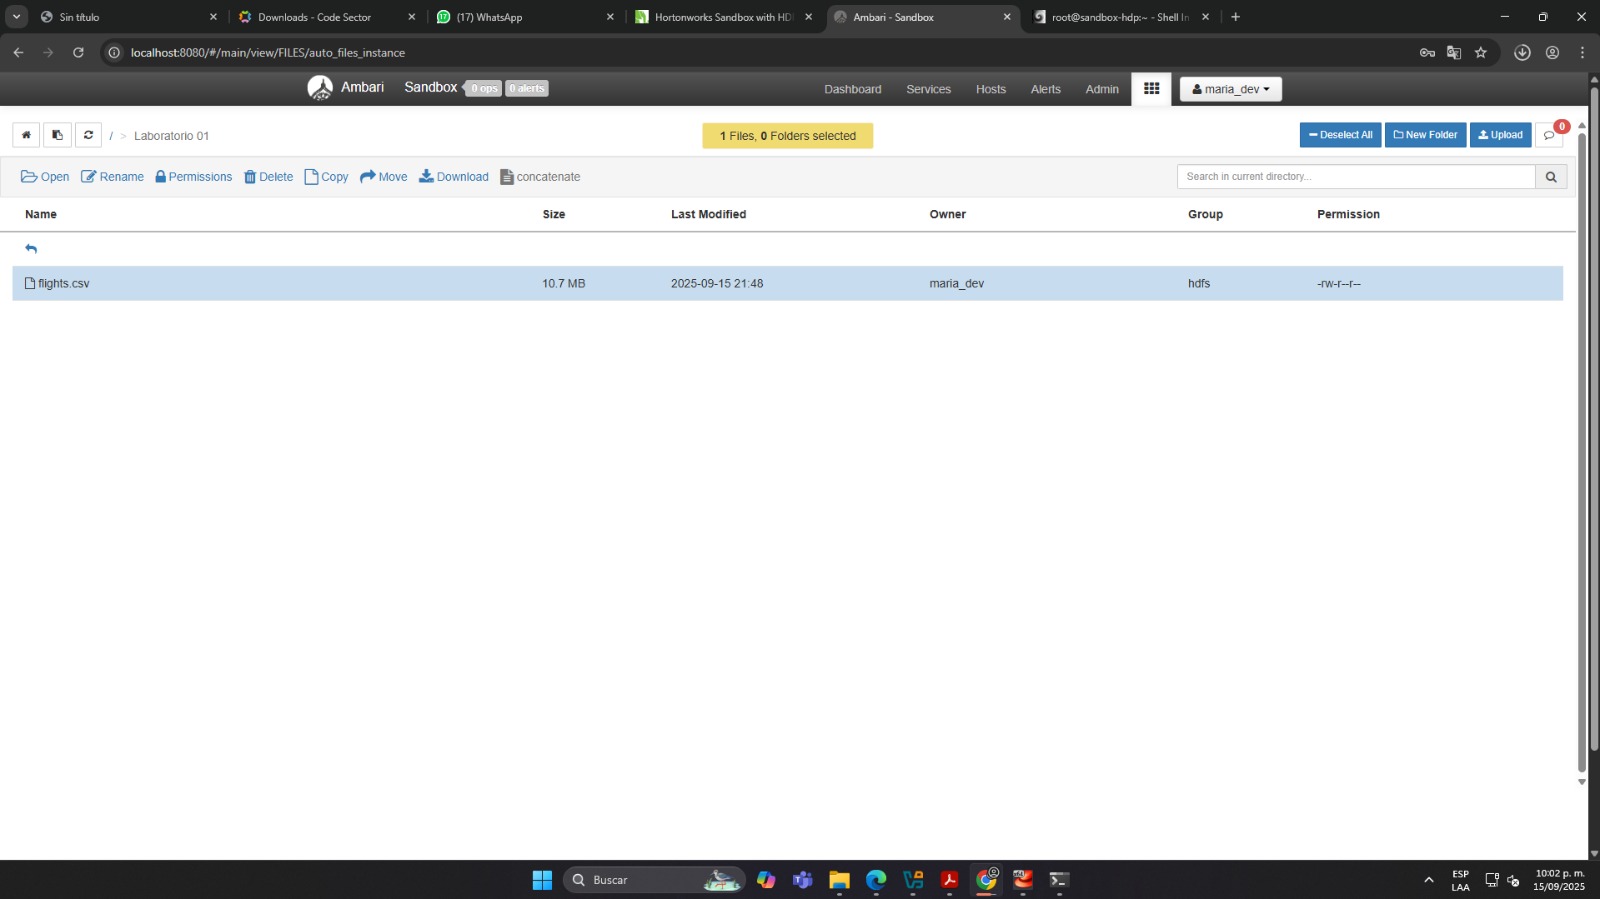 Sin título
Downloads - Code Sector
(17) WhatsApp
Hortonworks Sandbox with HD
Ambari - Sandbox
root@sandbox-hdp:~ - Shell In
localhost:8080/#/main/view/FILES/auto_files_instance
Ambari Sandbox 0 ops 0 alerts Dashboard Services Hosts Alerts Admin maria_dev
/ > Laboratorio 01
1 Files, 0 Folders selected
Deselect All New Folder Upload 0
Open Rename Permissions Delete Copy Move Download concatenate
Search in current directory...
Name Size Last Modified Owner Group Permission
flights.csv 10.7 MB 2025-09-15 21:48 maria_dev hdfs -rw-r--r--
Buscar
ESP
LAA
10:02 p. m.
15/09/2025